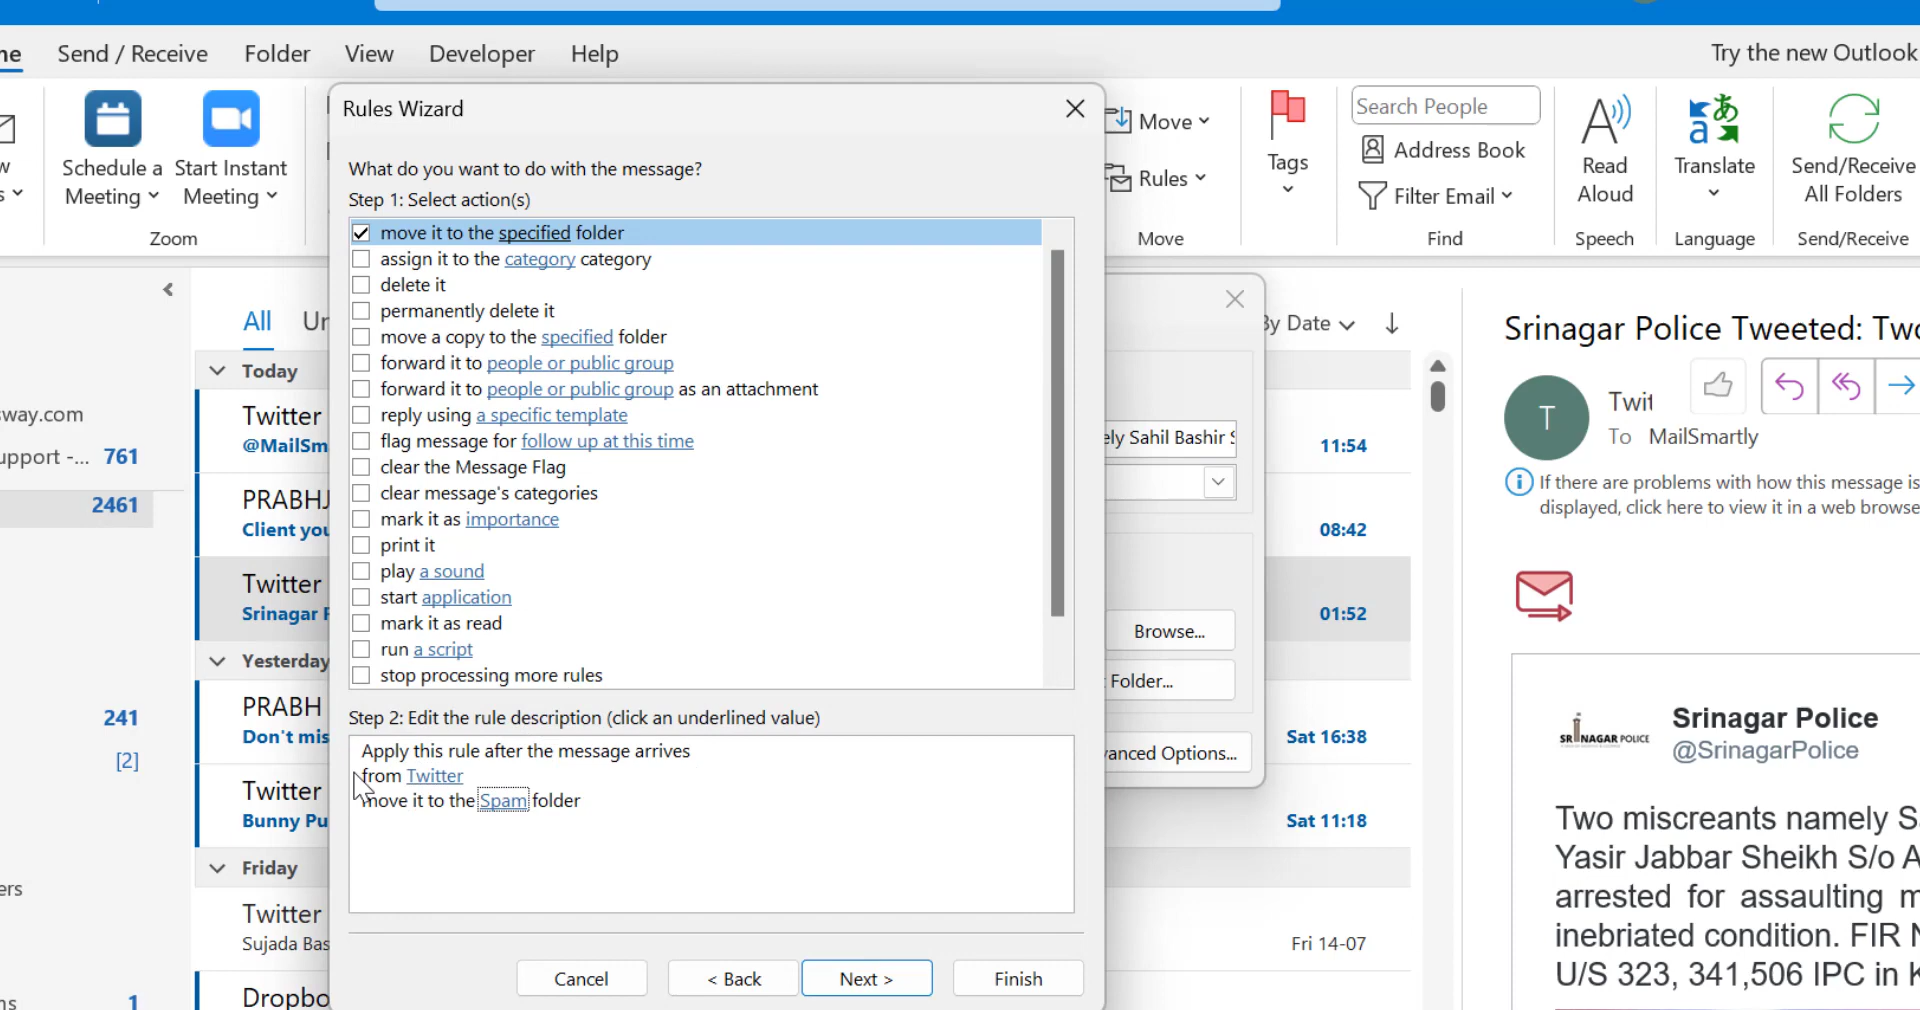 Send / Receive
Folder
View
Developer
Help
Try the new Outlook
Schedule a
Meeting
Start Instant
Meeting
Zoom
Rules Wizard
What do you want to do with the message?
Step 1: Select action(s)
move it to the specified folder
assign it to the category category
delete it
permanently delete it
move a copy to the specified folder
forward it to people or public group
forward it to people or public group as an attachment
reply using a specific template
flag message for follow up at this time
clear the Message Flag
clear message's categories
mark it as importance
print it
play a sound
start application
mark it as read
run a script
stop processing more rules
Step 2: Edit the rule description (click an underlined value)
Apply this rule after the message arrives
from Twitter
move it to the Spam folder
Cancel
< Back
Next >
Finish
Move
Rules
Move
Tags
Search People
Address Book
Filter Email
Find
Read
Aloud
Speech
Translate
Language
Send/Receive
All Folders
Send/Receive
sway.com
upport -... 761
2461
241
[2]
ers
1
All
Today
Twitter
@MailSm
11:54
PRABHJ
Client you
08:42
Twitter
Srinagar
01:52
Yesterday
PRABH
Don't mis
Sat 16:38
Twitter
Bunny Pu
Sat 11:18
Friday
Twitter
Sujada Bas
Fri 14-07
Dropbo
By Date
ely Sahil Bashir S
Browse...
Folder...
vanced Options...
Srinagar Police Tweeted: Two
T
Twit
To MailSmartly
If there are problems with how this message is
displayed, click here to view it in a web browse
SRINAGAR POLICE
Srinagar Police
@SrinagarPolice
Two miscreants namely Sa
Yasir Jabbar Sheikh S/o A
arrested for assaulting m
inebriated condition. FIR N
U/S 323, 341,506 IPC in K